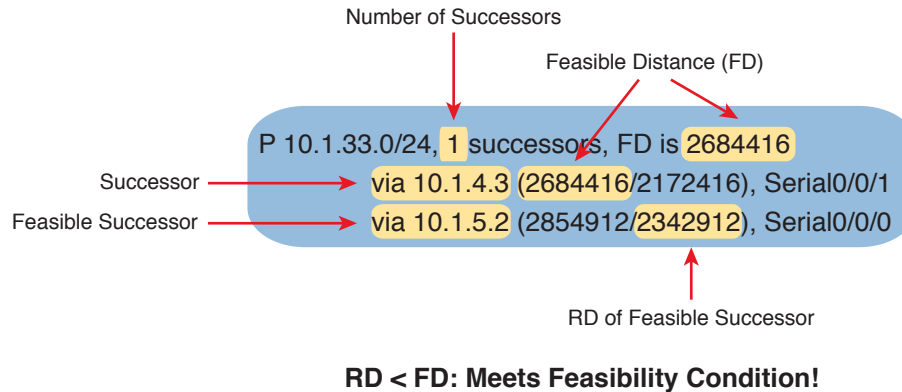 Number of Successors
Feasible Distance (FD)
P 10.1.33.0/24, 1 successors, FD is 2684416
Successor
via 10.1.4.3 (2684416/2172416), Serial0/0/1
Feasible Successor
via 10.1.5.2 (2854912/2342912), Serial0/0/0
RD of Feasible Successor
RD < FD: Meets Feasibility Condition!